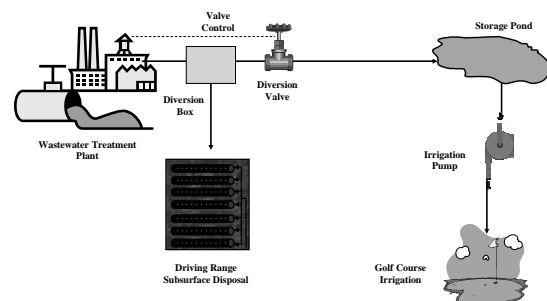 Valve
Control
Storage Pond
Diversion
Box
Diversion
Valve
Wastewater Treatment
Plant
Irrigation
Pump
Driving Range
Subsurface Disposal
Golf Course
Irrigation